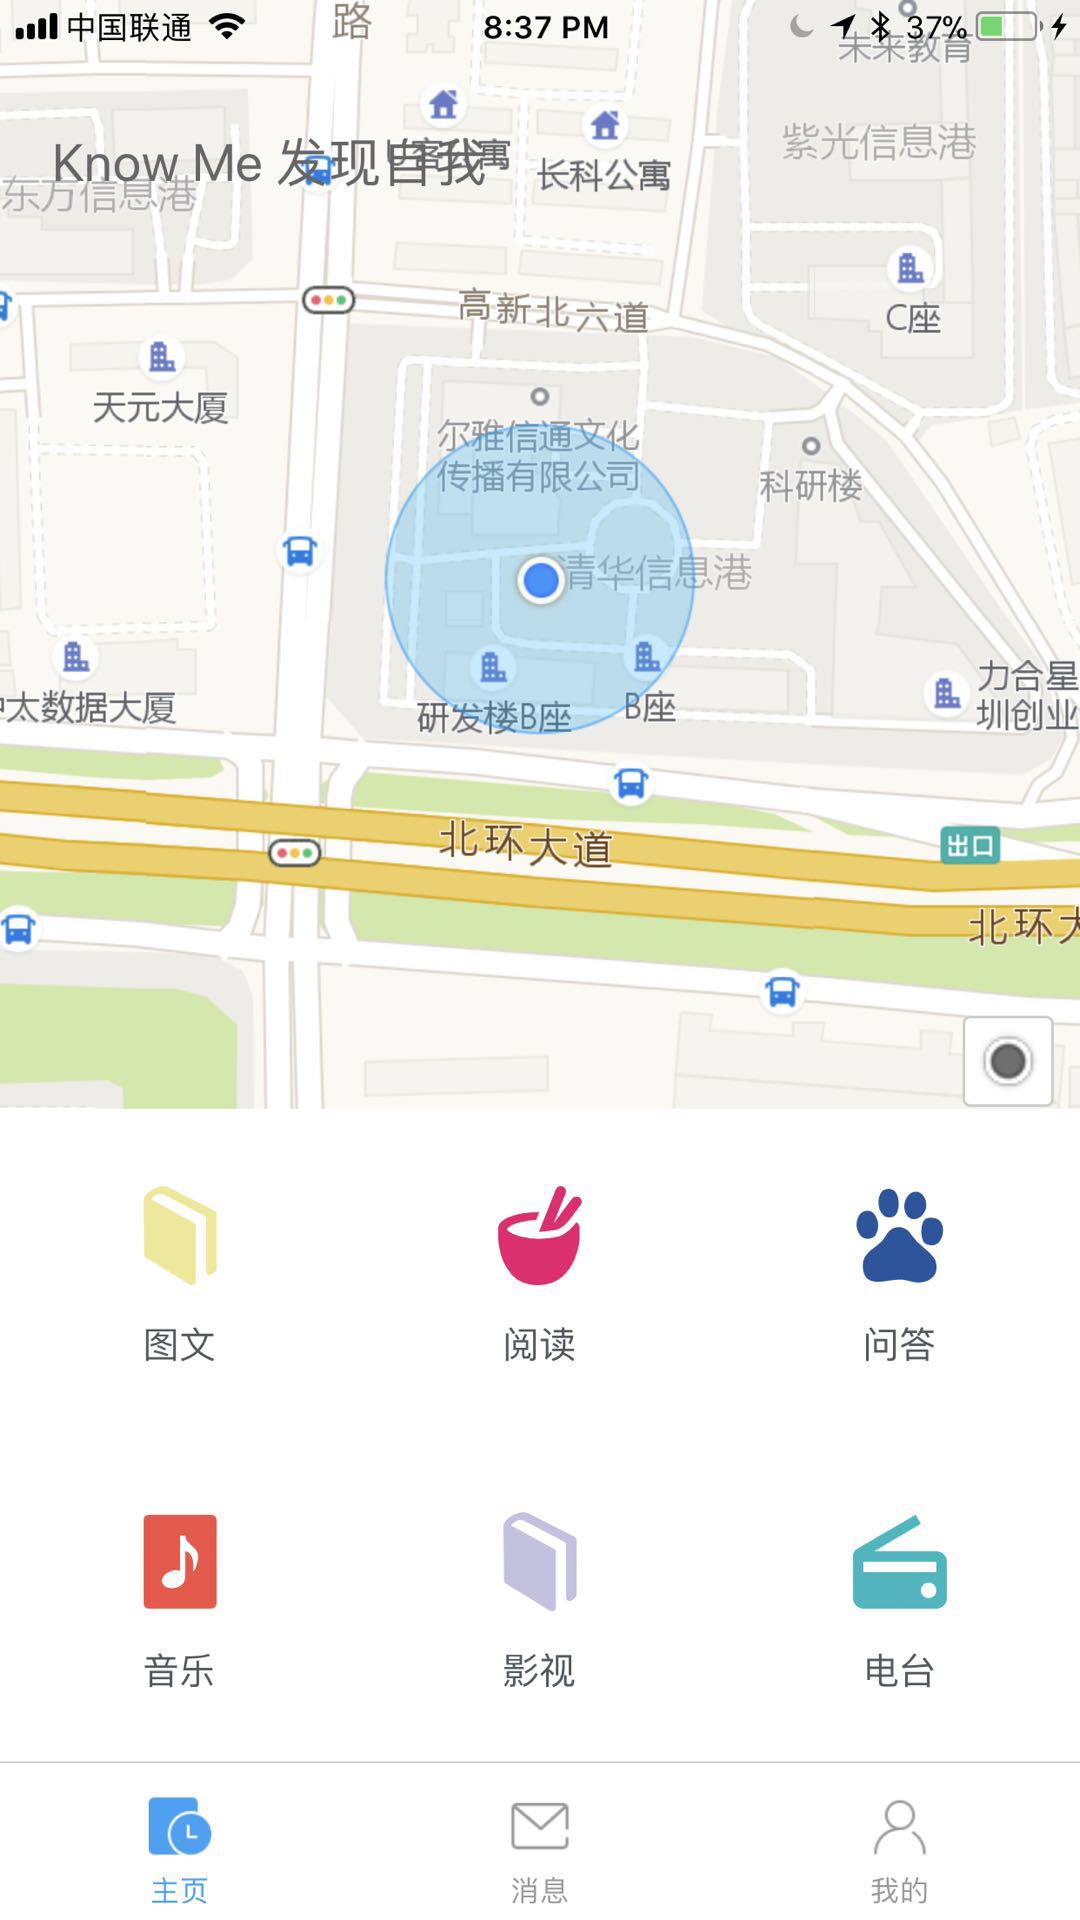 中国联通
8:37 PM
37%
路
未来教育
紫光信息港
Know Me 发现自我
长科公寓
东方信息港
高新北六道
C座
天元大厦
尔雅信通文化
传播有限公司
科研楼
清华信息港
力合星
圳创业
太数据大厦
研发楼B座
B座
北环大道
出口
北环大
图文
阅读
问答
音乐
影视
电台
主页
消息
我的